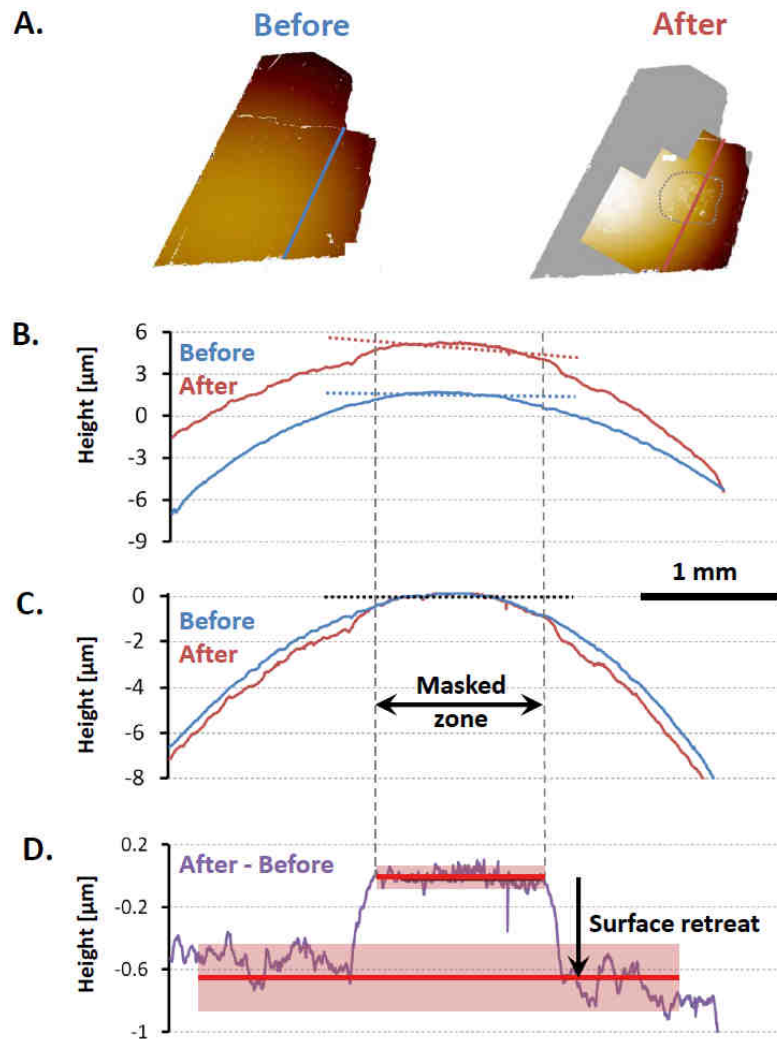 A.
Before
After
B.
Height [µm]
6
3
0
-3
-6
-9
Before
After
C.
Height [µm]
0
-2
-4
-6
-8
Before
After
1 mm
Masked
zone
D.
Height [µm]
0.2
-0.2
-0.6
-1
After - Before
Surface retreat